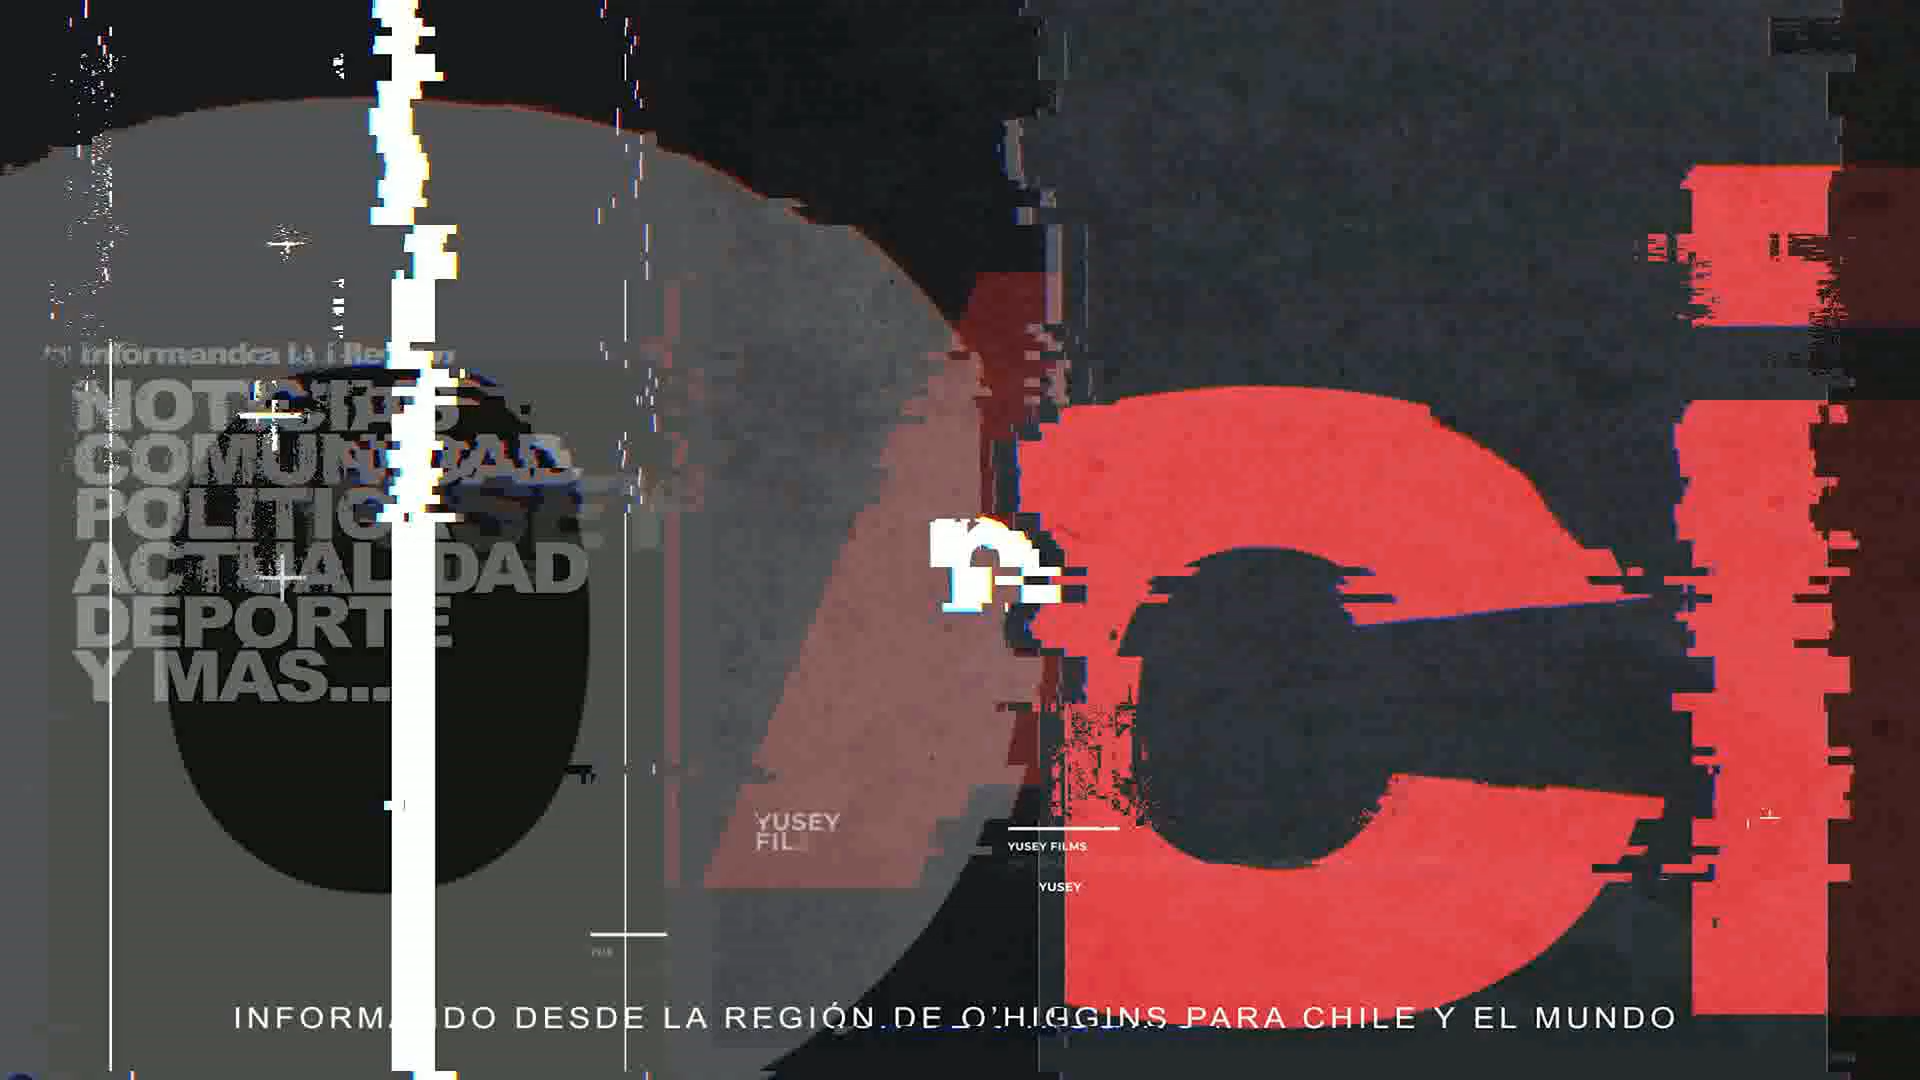 NOTICIAS
COMUNIDAD
POLITICA
ACTUALIDAD
DEPORTE
Y MAS...
YUSEY
YUSEY FILMS
YUSEY
INFORMANDO DESDE LA REGIÓN DE O'HIGGINS PARA CHILE Y EL MUNDO